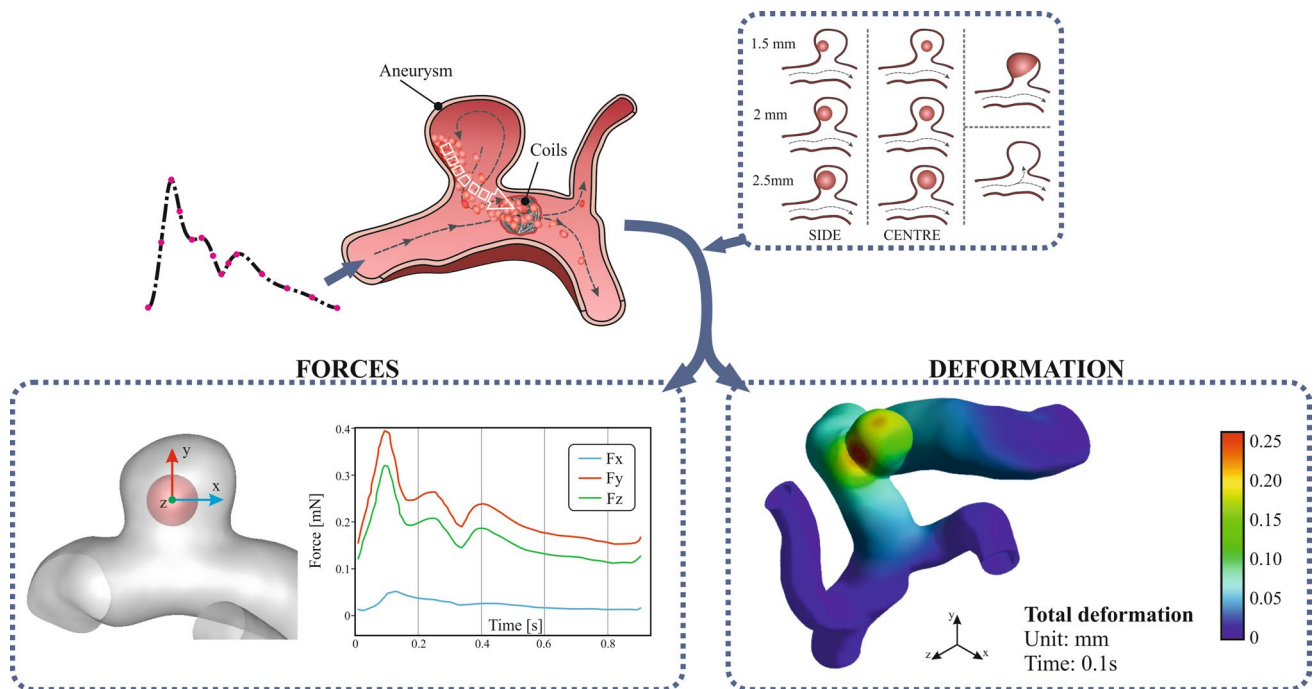 Aneurysm
Coils
1.5 mm
2 mm
2.5mm
SIDE CENTRE
FORCES
y
x
z
Force [mN]
0.4
0.3
0.2
0.1
0
Fx
Fy
Fz
Time [s]
0 0.2 0.4 0.6 0.8
DEFORMATION
0.25
0.20
0.15
0.10
0.05
0
y
z x
Total deformation
Unit: mm
Time: 0.1s